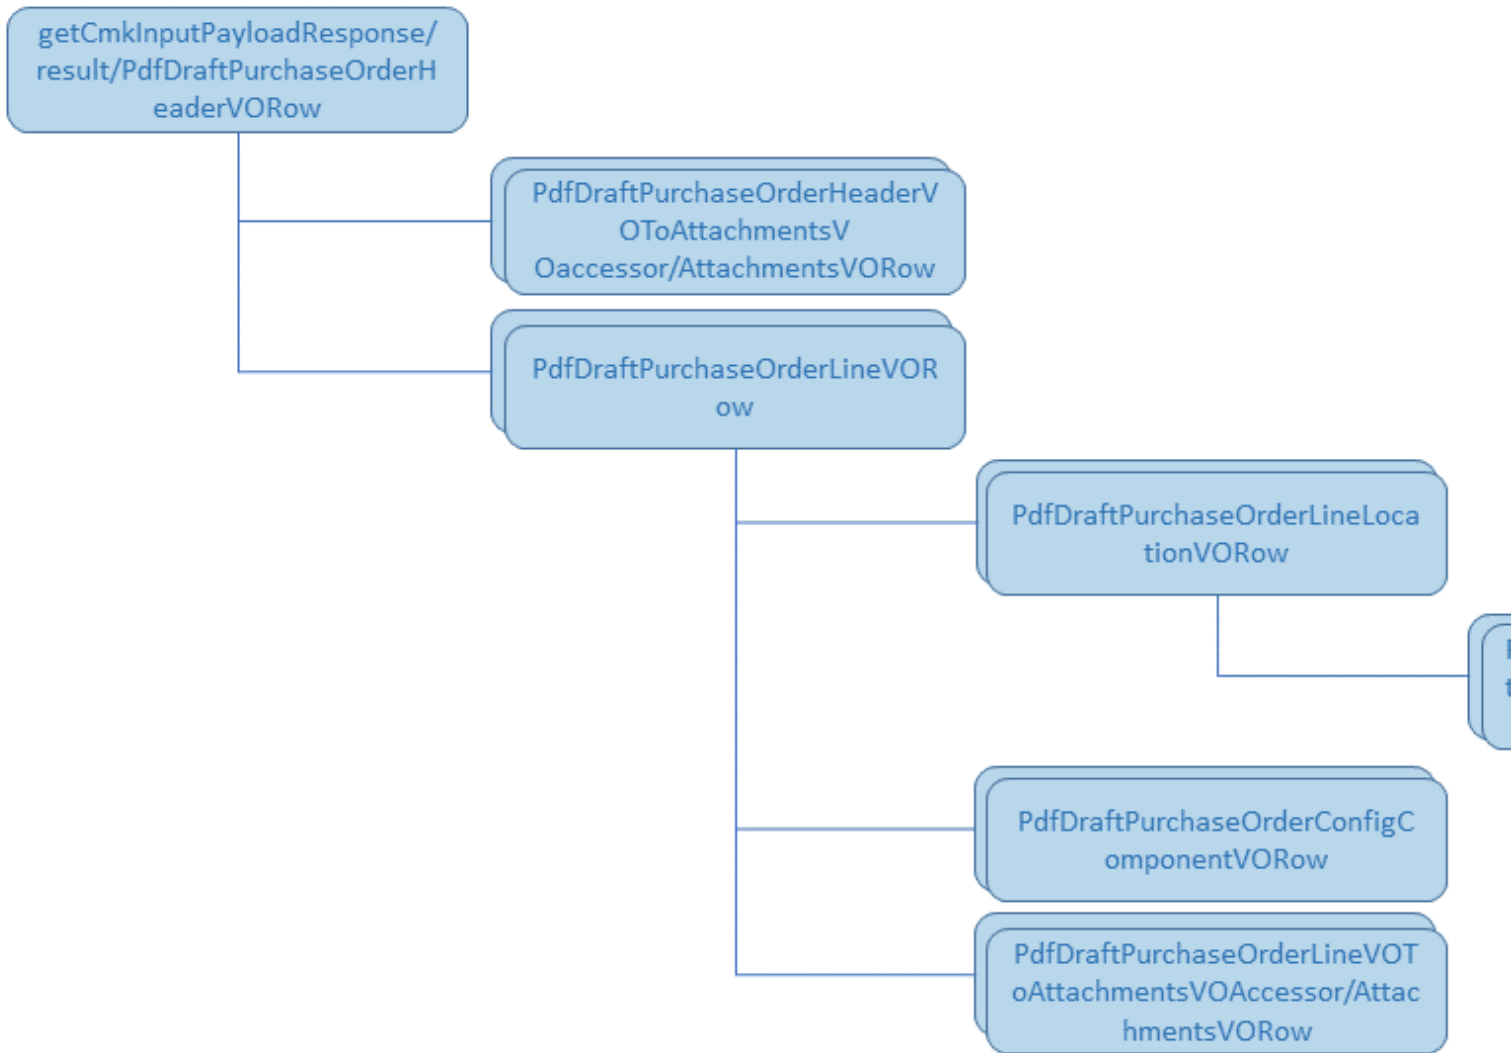 getCmkInputPayloadResponse/
result/PdfDraftPurchaseOrderH
eaderVORow
PdfDraftPurchaseOrderHeaderV
OToAttachmentsV
Oaccessor/AttachmentsVORow
PdfDraftPurchaseOrderLineVOR
ow
PdfDraftPurchaseOrderLineLoca
tionVORow
PdfDraftPurchaseOrderConfigC
omponentVORow
PdfDraftPurchaseOrderLineVOT
oAttachmentsVOAccessor/Attac
hmentsVORow